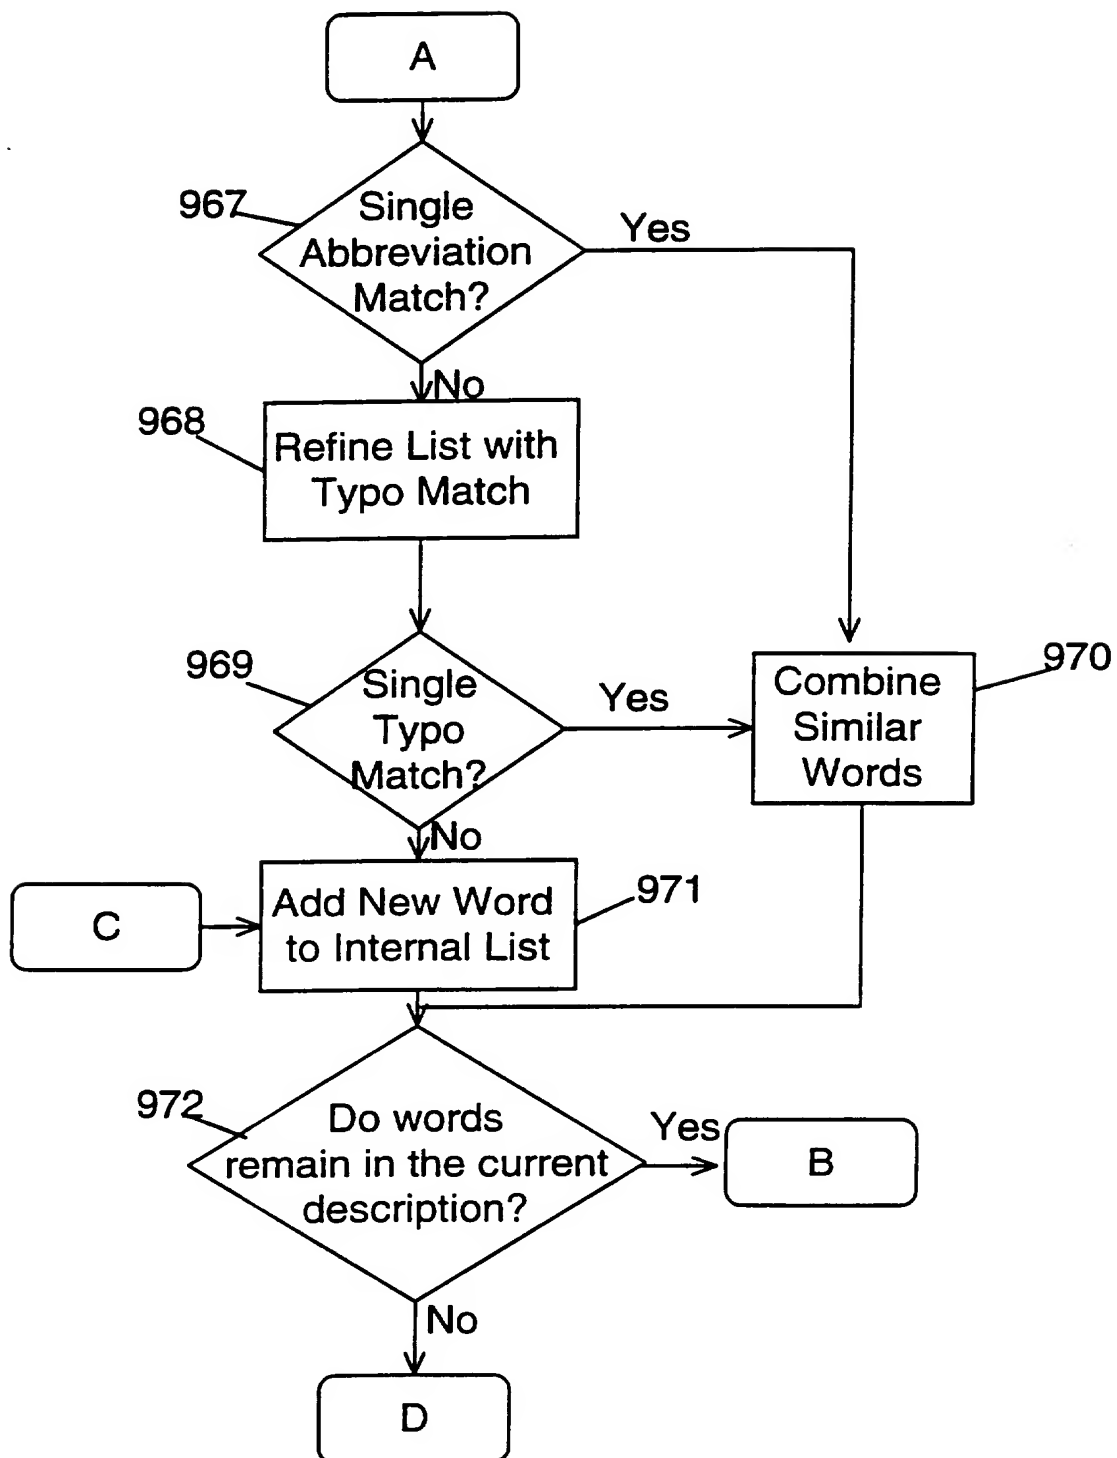 A
967
Single
Abbreviation
Match?
Yes
No
968
Refine List with
Typo Match
969
Single
Typo
Match?
Yes
970
Combine
Similar
Words
No
C
Add New Word
to Internal List
971
972
Do words
remain in the current
description?
Yes
B
No
D